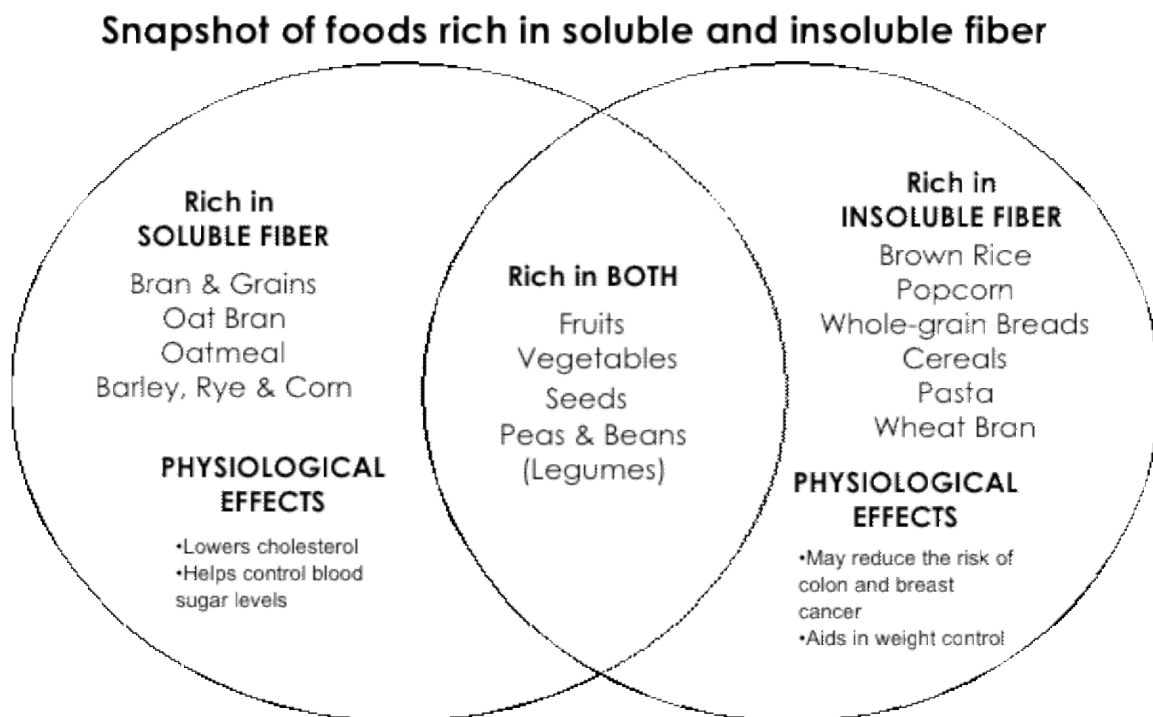 Snapshot of foods rich in soluble and insoluble fiber
Rich in
SOLUBLE FIBER
Bran & Grains
Oat Bran
Oatmeal
Barley, Rye & Corn
PHYSIOLOGICAL
EFFECTS
•Lowers cholesterol
•Helps control blood
sugar levels
Rich in BOTH
Fruits
Vegetables
Seeds
Peas & Beans
(Legumes)
Rich in
INSOLUBLE FIBER
Brown Rice
Popcorn
Whole-grain Breads
Cereals
Pasta
Wheat Bran
PHYSIOLOGICAL
EFFECTS
•May reduce the risk of
colon and breast
cancer
•Aids in weight control